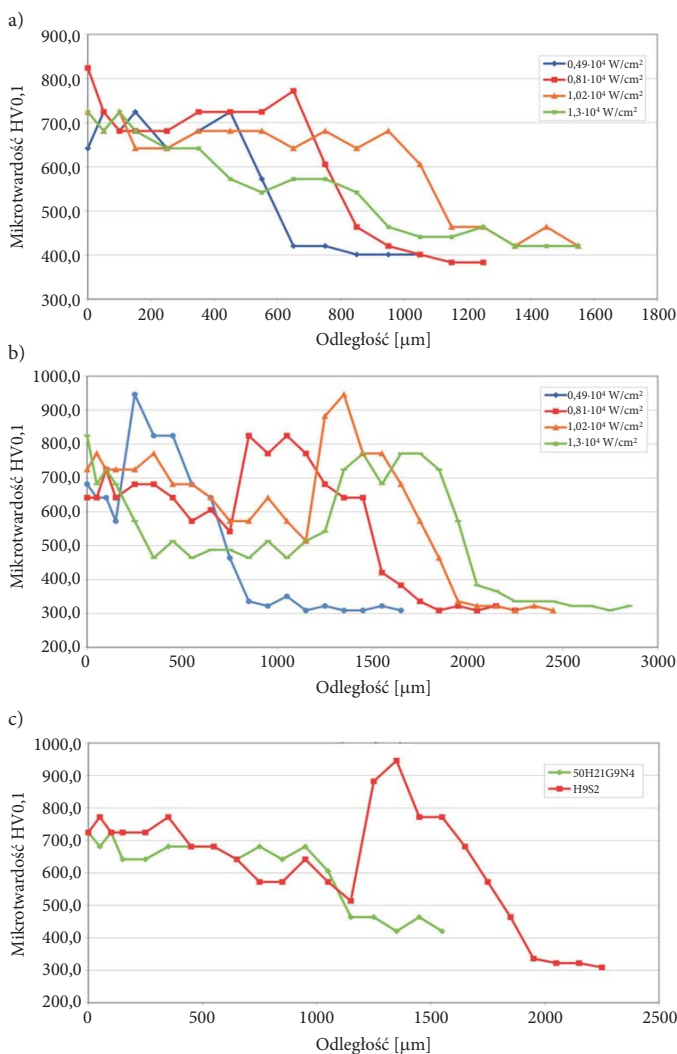 a)
900,0
800,0
700,0
600,0
500,0
400,0
300,0
Mikrotwardość HV0,1
0,49·10⁴ W/cm²
0,81·10⁴ W/cm²
1,02·10⁴ W/cm²
1,3·10⁴ W/cm²
0 200 400 600 800 1000 1200 1400 1600 1800
Odległość [µm]
b)
1000,0
900,0
800,0
700,0
600,0
500,0
400,0
300,0
200,0
Mikrotwardość HV0,1
0,49·10⁴ W/cm²
0,81·10⁴ W/cm²
1,02·10⁴ W/cm²
1,3·10⁴ W/cm²
0 500 1000 1500 2000 2500 3000
Odległość [µm]
c)
1000,0
900,0
800,0
700,0
600,0
500,0
400,0
300,0
200,0
Mikrotwardość HV0,1
50H21G9N4
H9S2
0 500 1000 1500 2000 2500
Odległość [µm]